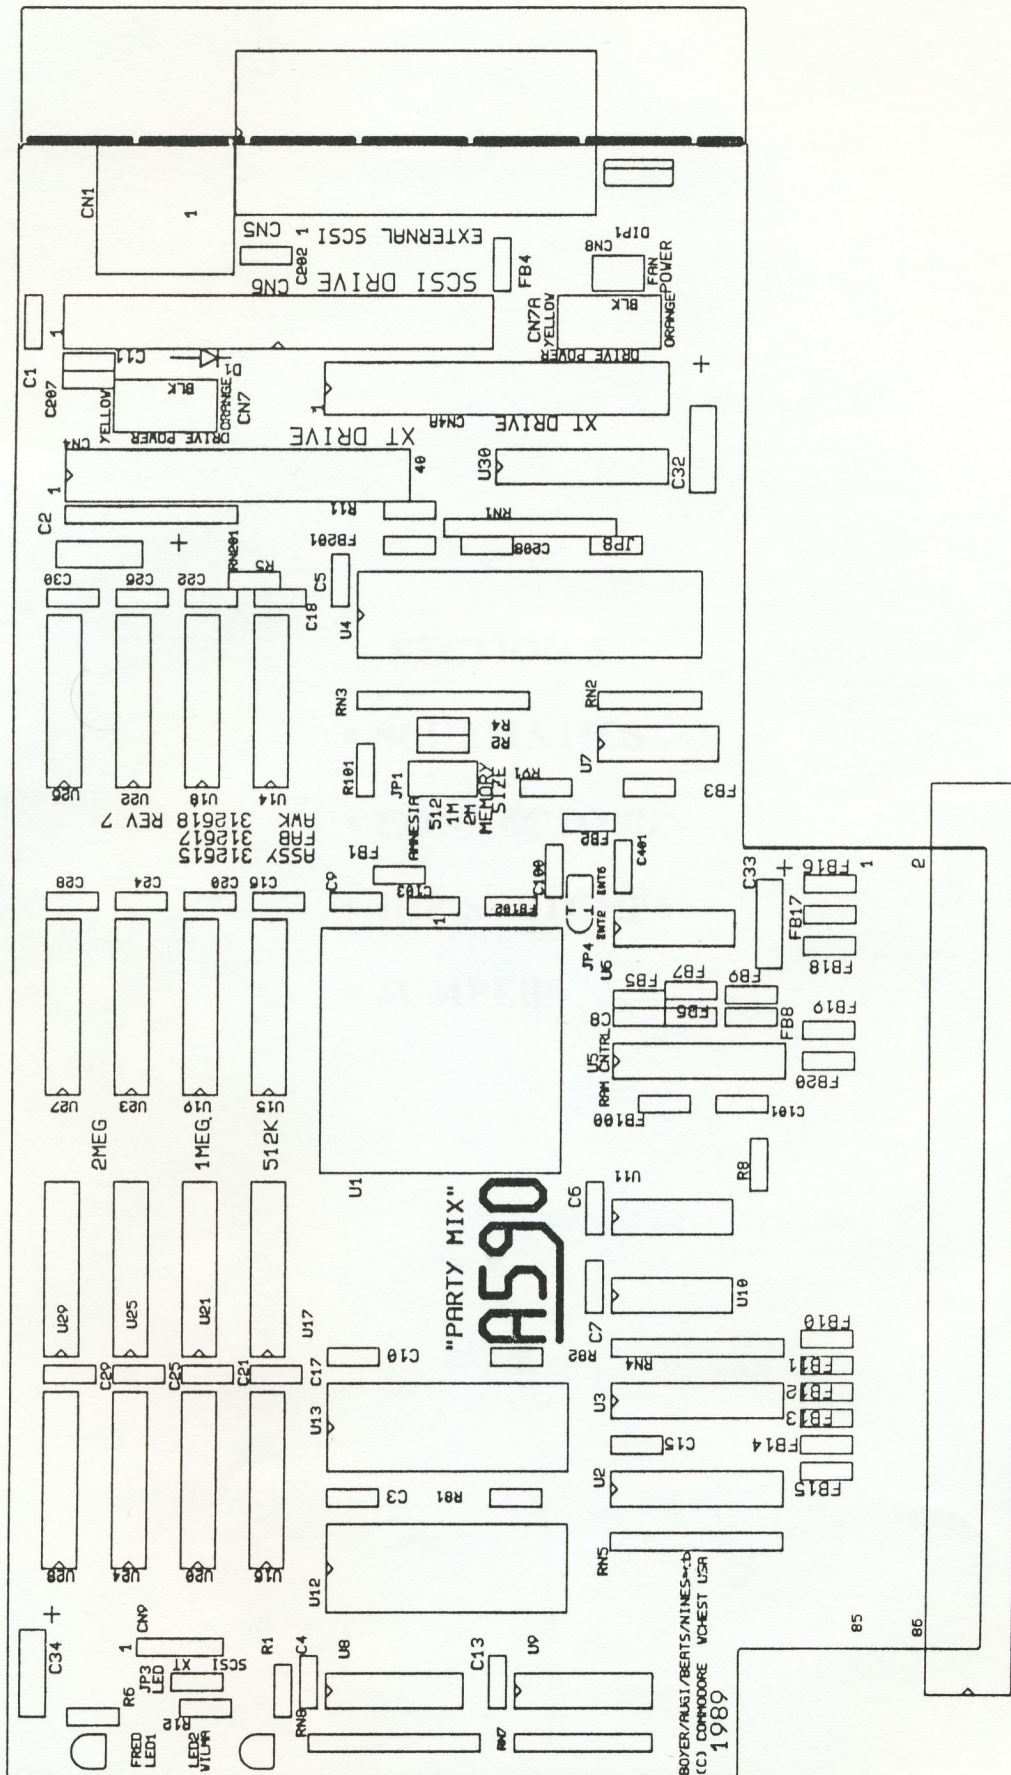 CN1
1
CN5
1
EXTERNAL SCSI
C202
DIP1
CN8
FAN
POWER
FB4
SCSI DRIVE
CN6
1
C1
C11
C207
D1
CN7A
YELLOW
BLK
ORANGE
DRIVE POWER
+
YELLOW
BLK
ORANGE
CN7
DRIVE POWER
1
CN4A
XT DRIVE
XT DRIVE
CN4
1
40
U30
C32
C2
R11
RN1
FB201
C208
JP8
+
RN201
R5
C5
C30
C26
C22
C18
U4
RN3
RN2
R4
R2
R101
JP1
U7
AMNESIA
512
1M
2M
MEMORY
SIZE
R91
FB3
U26
U22
U18
U14
ASSY 312615
FAB 312617
AWK 312618 REV 7
FB1
FB2
C401
C100
INT6
INT2
JP4
C28
C24
C20
C16
C9
C103
1
FB102
C33
+
FB16
FB17
FB18
1
2
U6
FB5
FB7
FB9
C8
FB6
FB8
FB19
FB20
U5
RAM CNTRL
FB100
C101
U27
U23
U19
U15
2MEG
1MEG.
512K
U1
R8
"PARTY MIX"
A590
C6
U11
U10
C7
U29
U25
U21
U17
C29
C25
C21
C17
C10
R82
RN4
FB10
FB11
FB12
FB13
FB14
FB15
U3
U13
C15
U2
C3
R81
U12
RN5
U28
U24
U20
U16
C34
+
CN9
1
JP3
LED
XT
SCSI
R6
R12
FRED
LED1
LED2
WILMA
R1
C4
RN8
U8
C13
U9
RN7
BOYER/AUGI/BERTS/NINES=cb
(C) COMMODORE WCHEST USA
1989
85
86